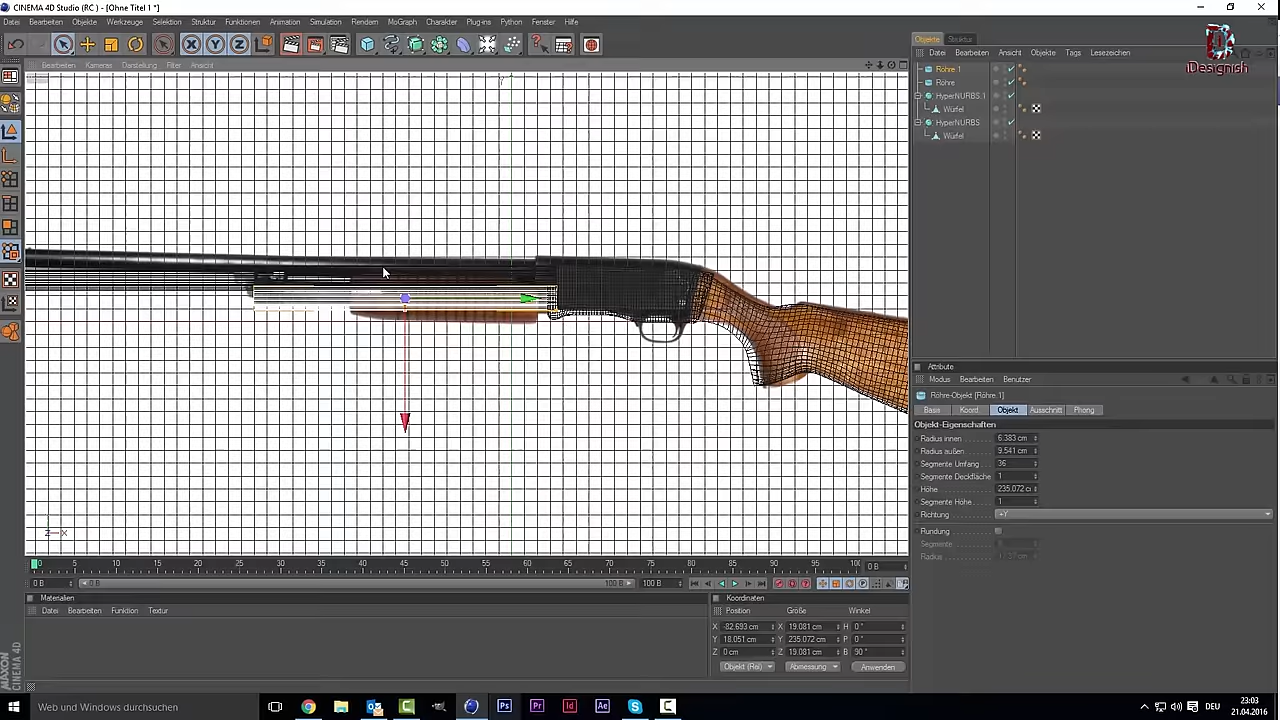 CINEMA 4D Studio (RC ) - [Ohne Titel 1 *]
Datei Bearbeiten Objekte Werkzeuge Selektion Struktur Funktionen Animation Simulation Rendern MoGraph Charakter Plug-ins Python Fenster Hilfe
Objekte Struktur
iDesignish
Datei Bearbeiten Ansicht Objekte Tags Lesezeichen
Bearbeiten Kameras Darstellung Filter Ansicht
Röhre.1
Röhre
HyperNURBS.1
Würfel
HyperNURBS
Würfel
Attribute
Modus Bearbeiten Benutzer
Röhre-Objekt [Röhre.1]
Basis Koord. Objekt Ausschnitt Phong
Objekt-Eigenschaften
Radius innen 6.383 cm
Radius außen 9.541 cm
Segmente Umfang 36
Segmente Deckfläche 1
Höhe 235.072 c
Segmente Höhe 1
Richtung +Y
Rundung
Segmente
Radius
Z X
0 5 10 15 20 25 30 35 40 45 50 55 60 65 70 75 80 85 90 95 100 0 B
0 B 0 B 100 B 100 B
Materialien
Datei Bearbeiten Funktion Textur
Koordinaten
Position Größe Winkel
X -82.693 cm X 19.081 cm H 0 °
Y 18.051 cm Y 235.072 cm P 0 °
Z 0 cm Z 19.081 cm B 90 °
Objekt (Rel) Abmessung Anwenden
MAXON CINEMA 4D
Web und Windows durchsuchen
DEU
23:03
21.04.2016